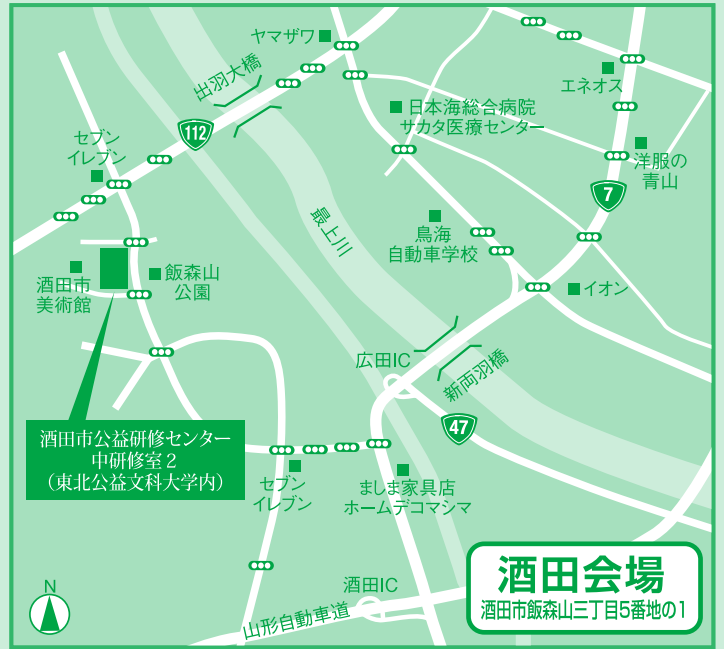 ヤマザワ
出羽大橋
エネオス
日本海総合病院
サカタ医療センター
112
セブン
イレブン
洋服の
青山
7
最上川
鳥海
自動車学校
酒田市
美術館
飯森山
公園
イオン
広田IC
新両羽橋
47
酒田市公益研修センター
中研修室2
（東北公益文科大学内）
セブン
イレブン
ましま家具店
ホームデコマシマ
酒田IC
山形自動車道
N
酒田会場
酒田市飯森山三丁目5番地の1